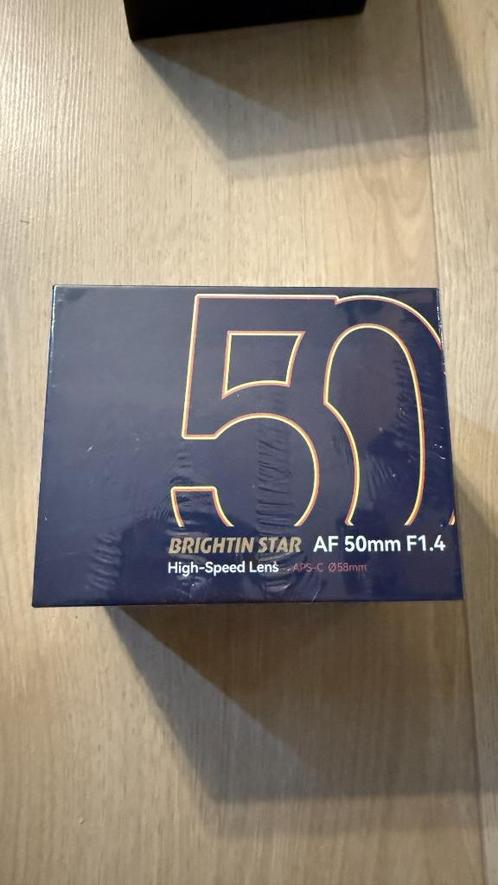 50
BRIGHTIN STAR AF 50mm F1.4
High-Speed Lens APS-C Ø58mm